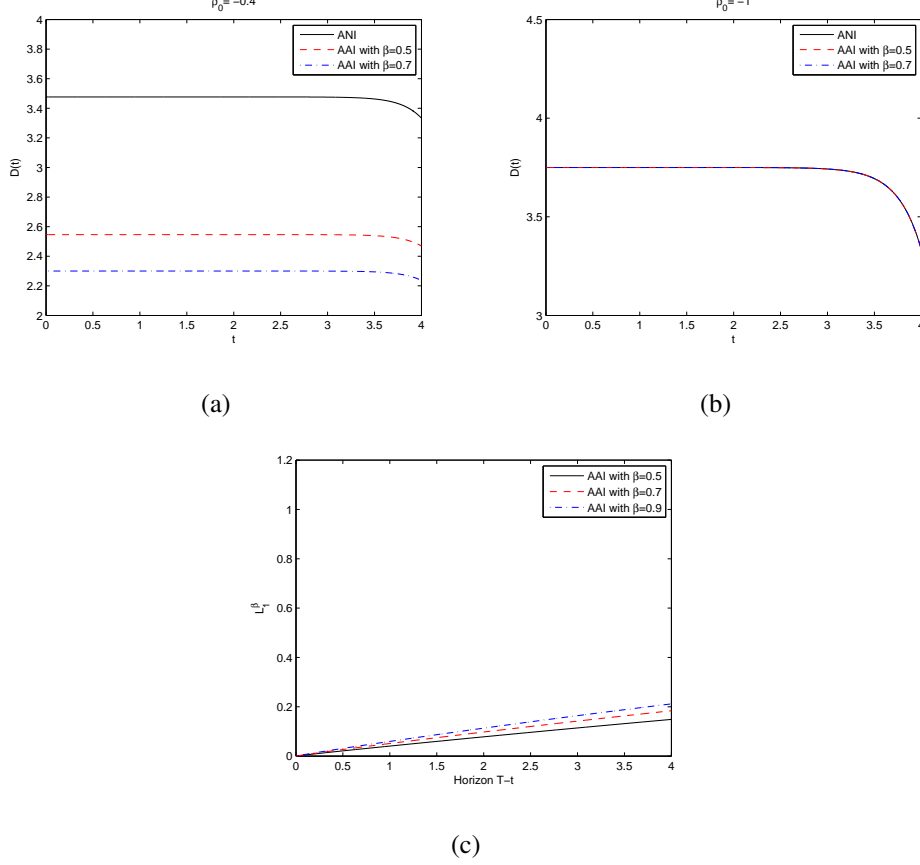 ρ₀= −0.4
4
3.8
3.6
3.4
3.2
3
2.8
2.6
2.4
2.2
2
D(t)
0 0.5 1 1.5 2 2.5 3 3.5 4
t
ANI
AAI with β=0.5
AAI with β=0.7
(a)
ρ₀= −1
4.5
4
3.5
3
D(t)
0 0.5 1 1.5 2 2.5 3 3.5 4
t
ANI
AAI with β=0.5
AAI with β=0.7
(b)
1.2
1
0.8
0.6
0.4
0.2
0
L₁^β
0 0.5 1 1.5 2 2.5 3 3.5 4
Horizon T−t
AAI with β=0.5
AAI with β=0.7
AAI with β=0.9
(c)